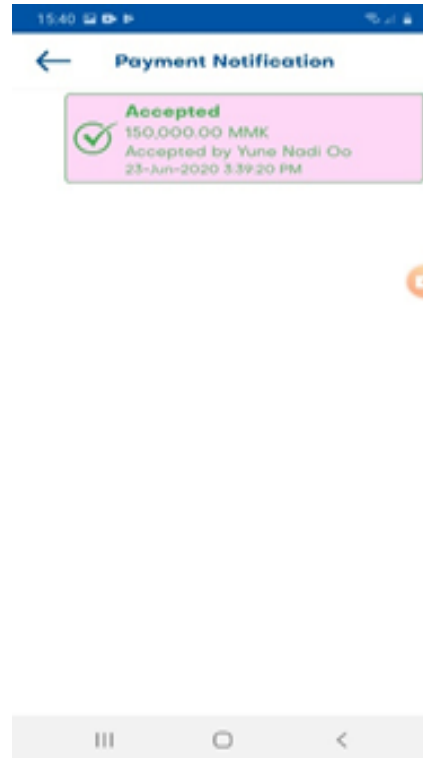 15:40
Payment Notification
Accepted
150,000.00 MMK
Accepted by Yune Nadi Oo
23-Jun-2020 3:39:20 PM